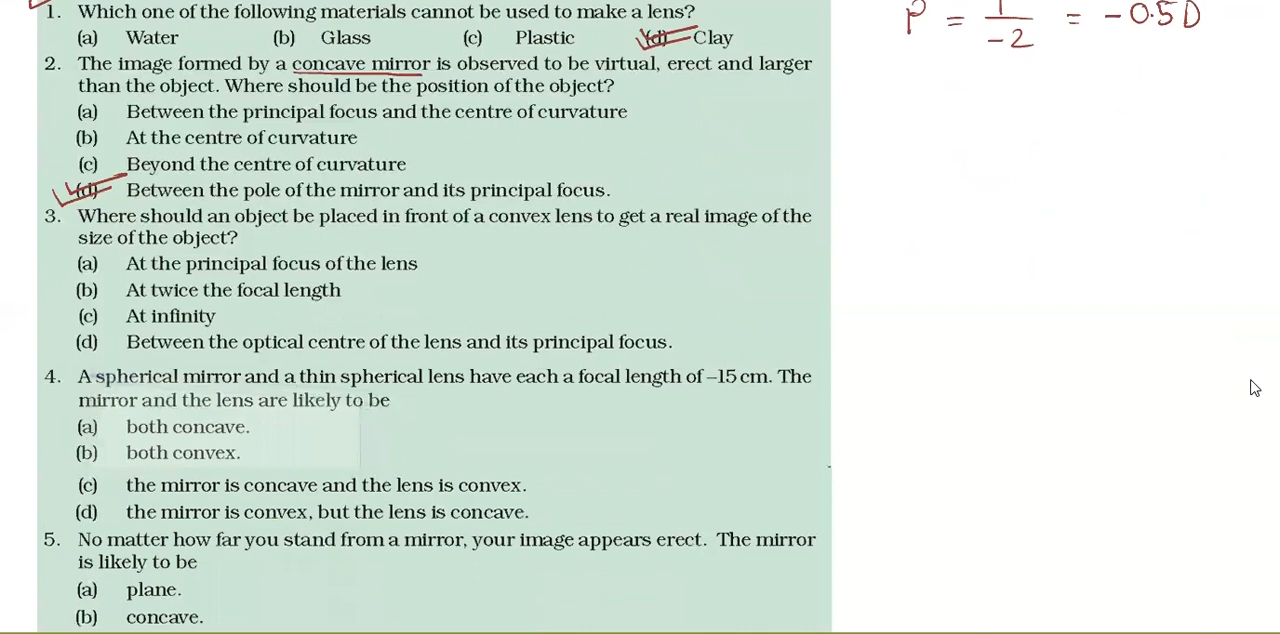 1. Which one of the following materials cannot be used to make a lens?
(a) Water (b) Glass (c) Plastic (d) Clay
2. The image formed by a concave mirror is observed to be virtual, erect and larger
than the object. Where should be the position of the object?
(a) Between the principal focus and the centre of curvature
(b) At the centre of curvature
(c) Beyond the centre of curvature
(d) Between the pole of the mirror and its principal focus.
3. Where should an object be placed in front of a convex lens to get a real image of the
size of the object?
(a) At the principal focus of the lens
(b) At twice the focal length
(c) At infinity
(d) Between the optical centre of the lens and its principal focus.
4. A spherical mirror and a thin spherical lens have each a focal length of –15 cm. The
mirror and the lens are likely to be
(a) both concave.
(b) both convex.
(c) the mirror is concave and the lens is convex.
(d) the mirror is convex, but the lens is concave.
5. No matter how far you stand from a mirror, your image appears erect. The mirror
is likely to be
(a) plane.
(b) concave.
P = 1/-2 = -0.5D